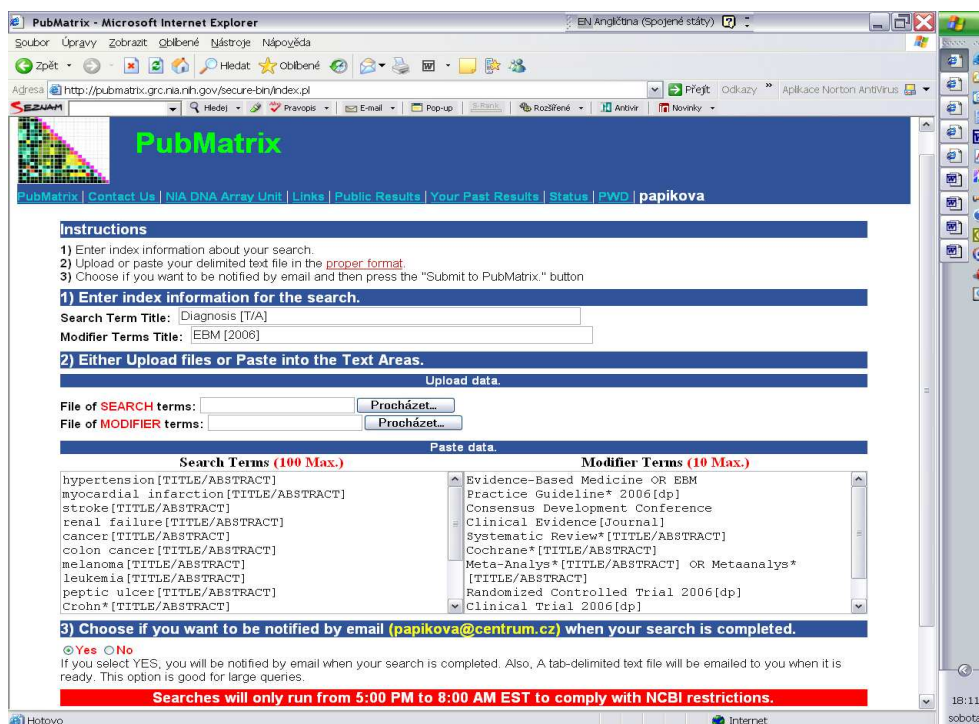 PubMatrix - Microsoft Internet Explorer
EN Angličtina (Spojené státy)
Soubor Úpravy Zobrazit Oblíbené Nástroje Nápověda
Zpět Hledat Oblíbené
Adresa http://pubmatrix.grc.nia.nih.gov/secure-bin/index.pl Přejít Odkazy » Aplikace Norton AntiVirus
SEZNAM Hledej Pravopis E-mail Pop-up S-Rank Rozšířené Antivir Novinky
PubMatrix
PubMatrix | Contact Us | NIA DNA Array Unit | Links | Public Results | Your Past Results | Status | PWD | papikova
Instructions
1) Enter index information about your search.
2) Upload or paste your delimited text file in the proper format.
3) Choose if you want to be notified by email and then press the "Submit to PubMatrix." button
1) Enter index information for the search.
Search Term Title: Diagnosis [T/A]
Modifier Terms Title: EBM [2006]
2) Either Upload files or Paste into the Text Areas.
Upload data.
File of SEARCH terms: Procházet...
File of MODIFIER terms: Procházet...
Paste data.
Search Terms (100 Max.)
hypertension[TITLE/ABSTRACT]
myocardial infarction[TITLE/ABSTRACT]
stroke[TITLE/ABSTRACT]
renal failure[TITLE/ABSTRACT]
cancer[TITLE/ABSTRACT]
colon cancer[TITLE/ABSTRACT]
melanoma[TITLE/ABSTRACT]
leukemia[TITLE/ABSTRACT]
peptic ulcer[TITLE/ABSTRACT]
Crohn*[TITLE/ABSTRACT]
Modifier Terms (10 Max.)
Evidence-Based Medicine OR EBM
Practice Guideline* 2006[dp]
Consensus Development Conference
Clinical Evidence[Journal]
Systematic Review*[TITLE/ABSTRACT]
Cochrane*[TITLE/ABSTRACT]
Meta-Analys*[TITLE/ABSTRACT] OR Metaanalys*
[TITLE/ABSTRACT]
Randomized Controlled Trial 2006[dp]
Clinical Trial 2006[dp]
3) Choose if you want to be notified by email (papikova@centrum.cz) when your search is completed.
Yes No
If you select YES, you will be notified by email when your search is completed. Also, A tab-delimited text file will be emailed to you when it is
ready. This option is good for large queries.
Searches will only run from 5:00 PM to 8:00 AM EST to comply with NCBI restrictions.
Hotovo Internet
18:11
sobota